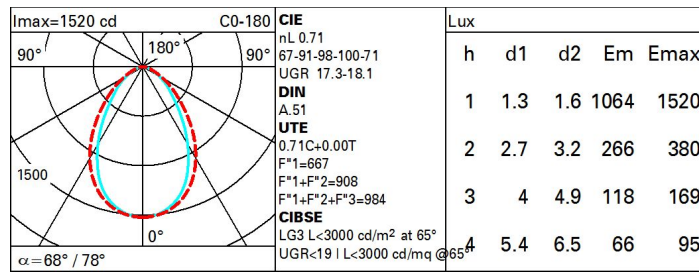 Imax=1520 cd C0-180
90° 180° 90°
1500
0°
α=68° / 78°
CIE
nL 0.71
67-91-98-100-71
UGR 17.3-18.1
DIN
A.51
UTE
0.71C+0.00T
F"1=667
F"1+F"2=908
F"1+F"2+F"3=984
CIBSE
LG3 L<3000 cd/m² at 65°
UGR<19 | L<3000 cd/mq @65°
Lux
h d1 d2 Em Emax
1 1.3 1.6 1064 1520
2 2.7 3.2 266 380
3 4 4.9 118 169
4 5.4 6.5 66 95